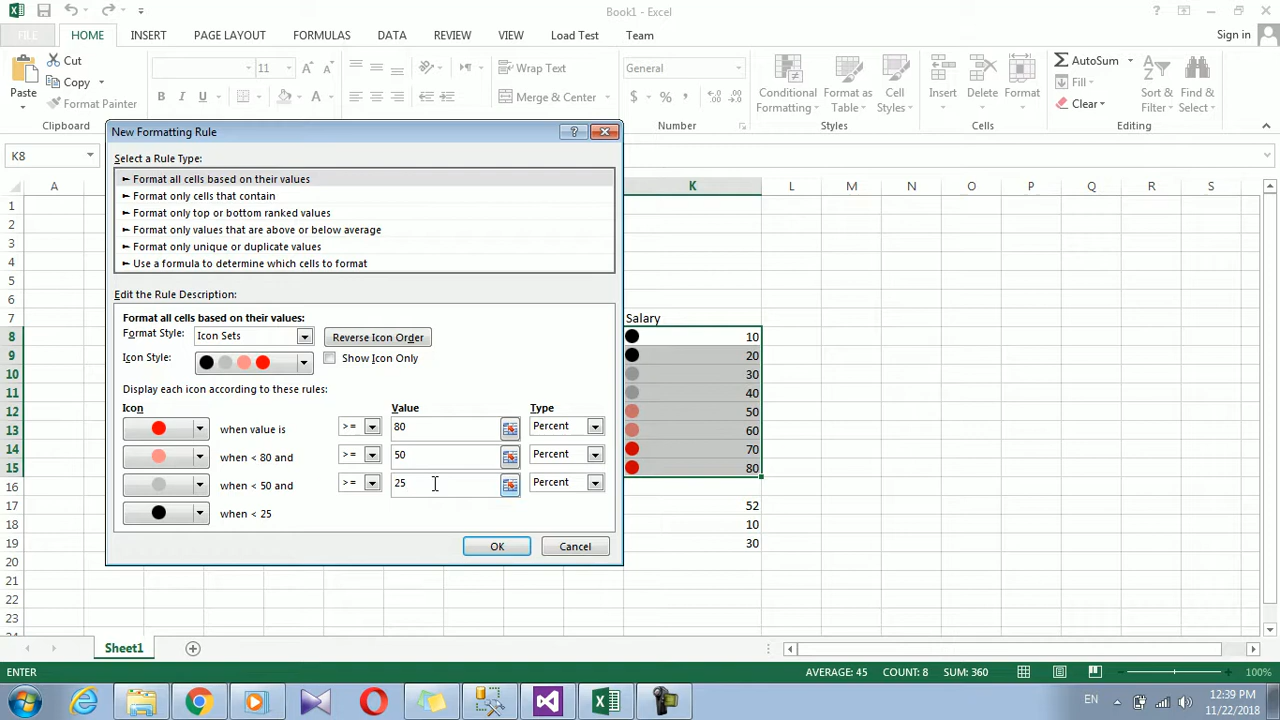 Book1 - Excel
FILE HOME INSERT PAGE LAYOUT FORMULAS DATA REVIEW VIEW Load Test Team Sign in
Cut
Copy
Format Painter
Paste
Clipboard
11
B I U
Wrap Text
Merge & Center
General
$ % ,
Number
Conditional Formatting
Format as Table
Cell Styles
Styles
Insert Delete Format
Cells
AutoSum
Fill
Clear
Sort & Filter
Find & Select
Editing
K8
New Formatting Rule
Select a Rule Type:
► Format all cells based on their values
► Format only cells that contain
► Format only top or bottom ranked values
► Format only values that are above or below average
► Format only unique or duplicate values
► Use a formula to determine which cells to format
Edit the Rule Description:
Format all cells based on their values:
Format Style: Icon Sets Reverse Icon Order
Icon Style: Show Icon Only
Display each icon according to these rules:
Icon Value Type
when value is >= 80 Percent
when < 80 and >= 50 Percent
when < 50 and >= 25 Percent
when < 25
OK Cancel
A K L M N O P Q R S
1
2
3
4
5
6
7 Salary
8 10
9 20
10 30
11 40
12 50
13 60
14 70
15 80
16
17 52
18 10
19 30
20
21
22
23
Sheet1
ENTER AVERAGE: 45 COUNT: 8 SUM: 360 100%
EN 12:39 PM
11/22/2018